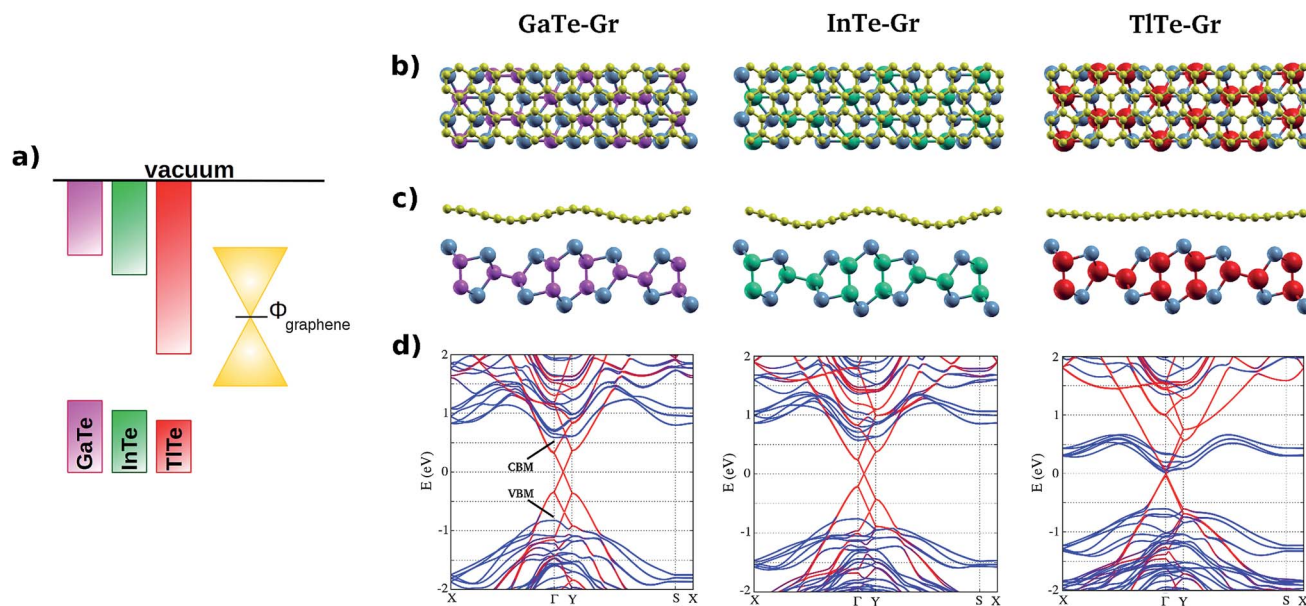 GaTe-Gr InTe-Gr TlTe-Gr
b)
a)
vacuum
c)
Φgraphene
GaTe InTe TlTe
d)
2 2 2
1 1 1
CBM
E (eV) 0 E (eV) 0 E (eV) 0
VBM
-1 -1 -1
-2 -2 -2
X Γ Y S X X Γ Y S X X Γ Y S X